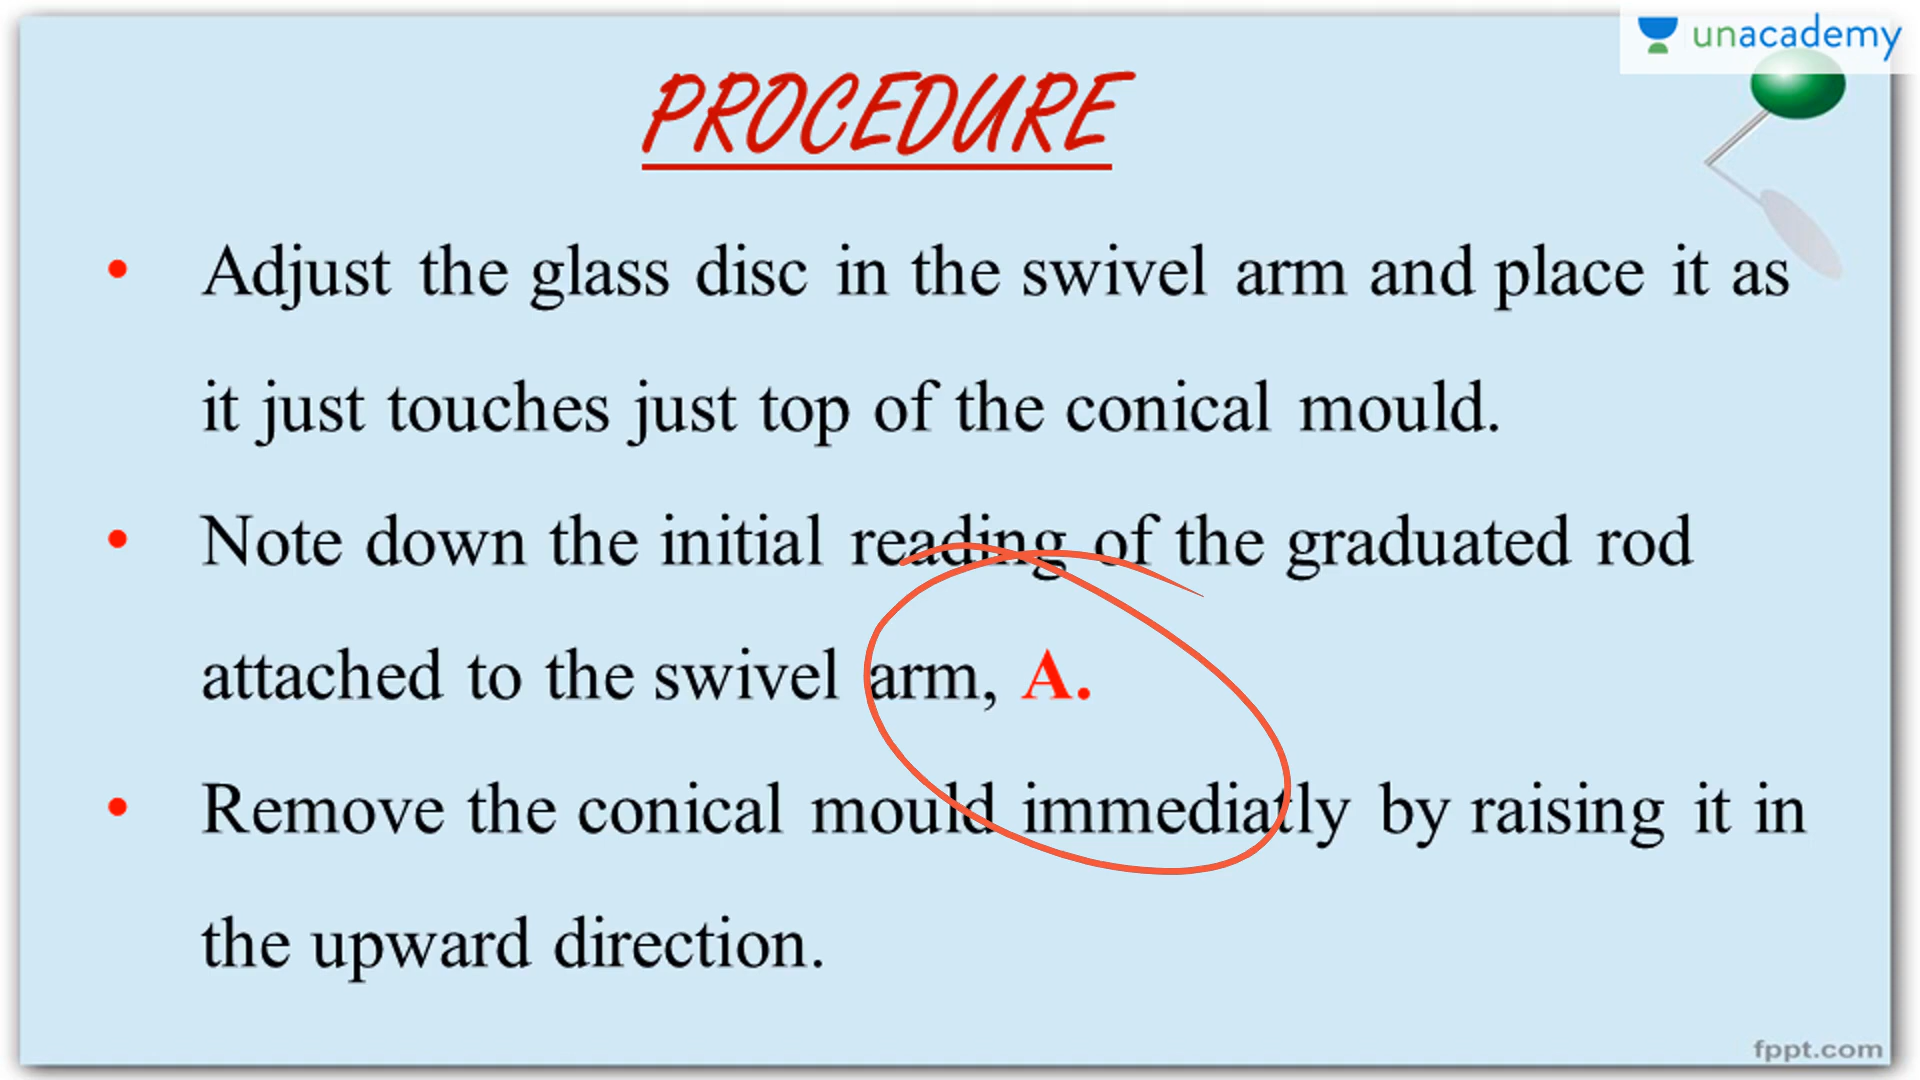 unacademy
PROCEDURE
• Adjust the glass disc in the swivel arm and place it as
it just touches just top of the conical mould.
• Note down the initial reading of the graduated rod
attached to the swivel arm, A.
• Remove the conical mould immediatly by raising it in
the upward direction.
fppt.com